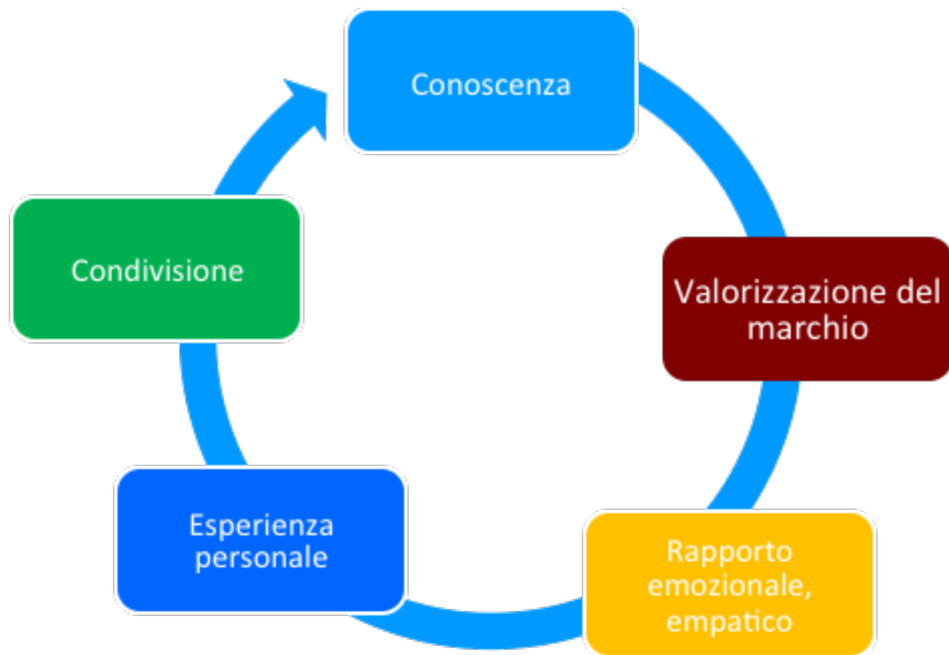 Conoscenza
Valorizzazione del
marchio
Rapporto
emozionale,
empatico
Esperienza
personale
Condivisione